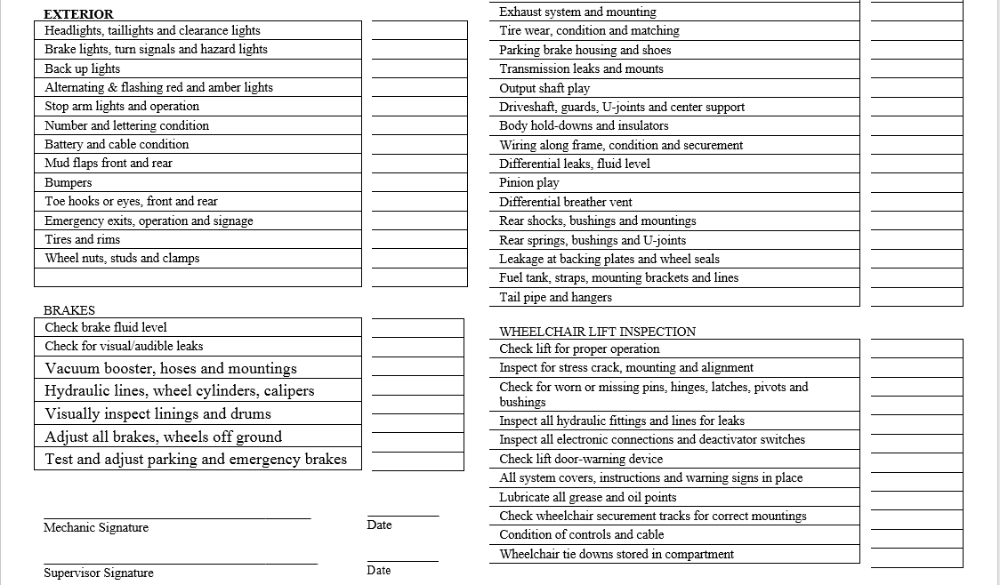 EXTERIOR
Headlights, taillights and clearance lights
Brake lights, turn signals and hazard lights
Back up lights
Alternating & flashing red and amber lights
Stop arm lights and operation
Number and lettering condition
Battery and cable condition
Mud flaps front and rear
Bumpers
Toe hooks or eyes, front and rear
Emergency exits, operation and signage
Tires and rims
Wheel nuts, studs and clamps
BRAKES
Check brake fluid level
Check for visual/audible leaks
Vacuum booster, hoses and mountings
Hydraulic lines, wheel cylinders, calipers
Visually inspect linings and drums
Adjust all brakes, wheels off ground
Test and adjust parking and emergency brakes
Mechanic Signature
Date
Supervisor Signature
Date
Exhaust system and mounting
Tire wear, condition and matching
Parking brake housing and shoes
Transmission leaks and mounts
Output shaft play
Driveshaft, guards, U-joints and center support
Body hold-downs and insulators
Wiring along frame, condition and securement
Differential leaks, fluid level
Pinion play
Differential breather vent
Rear shocks, bushings and mountings
Rear springs, bushings and U-joints
Leakage at backing plates and wheel seals
Fuel tank, straps, mounting brackets and lines
Tail pipe and hangers
WHEELCHAIR LIFT INSPECTION
Check lift for proper operation
Inspect for stress crack, mounting and alignment
Check for worn or missing pins, hinges, latches, pivots and
bushings
Inspect all hydraulic fittings and lines for leaks
Inspect all electronic connections and deactivator switches
Check lift door-warning device
All system covers, instructions and warning signs in place
Lubricate all grease and oil points
Check wheelchair securement tracks for correct mountings
Condition of controls and cable
Wheelchair tie downs stored in compartment